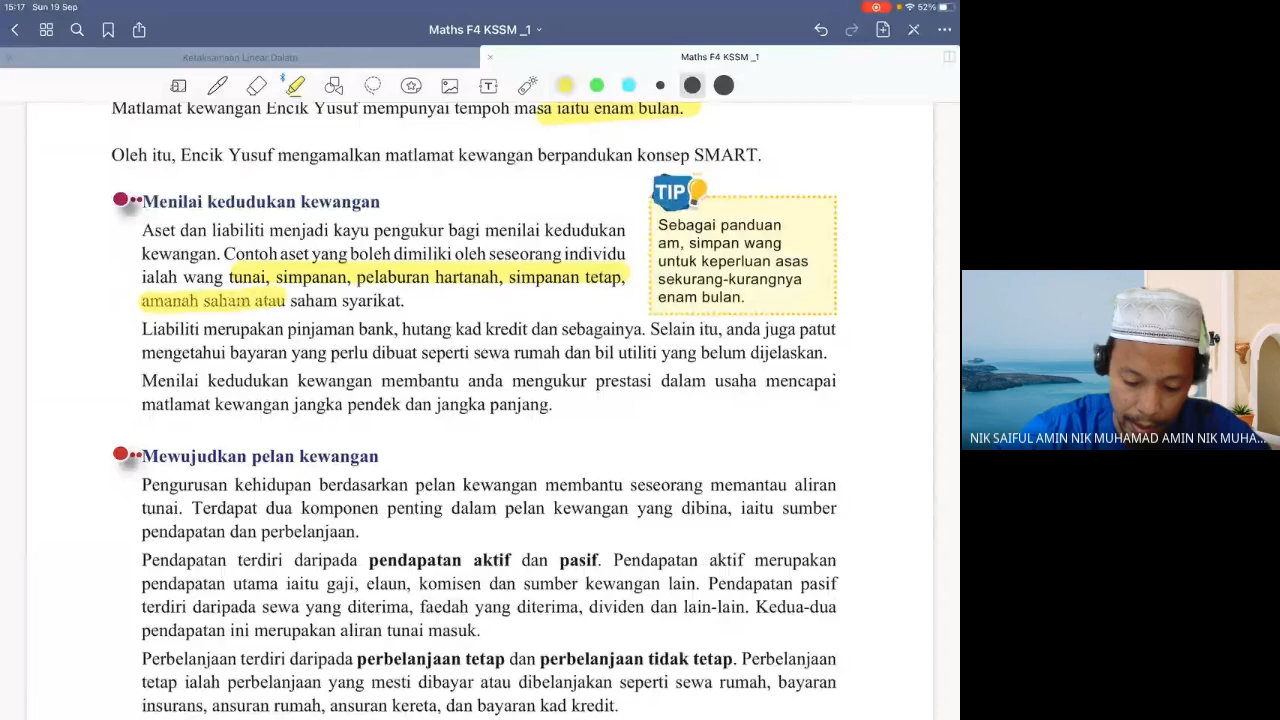 15:17 Sun 19 Sep
52%
Maths F4 KSSM _1
Ketaksamaan Linear Dalam
Maths F4 KSSM _1
Matlamat kewangan Encik Yusuf mempunyai tempoh masa iaitu enam bulan.
Oleh itu, Encik Yusuf mengamalkan matlamat kewangan berpandukan konsep SMART.
Menilai kedudukan kewangan
Aset dan liabiliti menjadi kayu pengukur bagi menilai kedudukan
kewangan. Contoh aset yang boleh dimiliki oleh seseorang individu
ialah wang tunai, simpanan, pelaburan hartanah, simpanan tetap,
amanah saham atau saham syarikat.
TIP
Sebagai panduan
am, simpan wang
untuk keperluan asas
sekurang-kurangnya
enam bulan.
Liabiliti merupakan pinjaman bank, hutang kad kredit dan sebagainya. Selain itu, anda juga patut
mengetahui bayaran yang perlu dibuat seperti sewa rumah dan bil utiliti yang belum dijelaskan.
Menilai kedudukan kewangan membantu anda mengukur prestasi dalam usaha mencapai
matlamat kewangan jangka pendek dan jangka panjang.
Mewujudkan pelan kewangan
Pengurusan kehidupan berdasarkan pelan kewangan membantu seseorang memantau aliran
tunai. Terdapat dua komponen penting dalam pelan kewangan yang dibina, iaitu sumber
pendapatan dan perbelanjaan.
Pendapatan terdiri daripada pendapatan aktif dan pasif. Pendapatan aktif merupakan
pendapatan utama iaitu gaji, elaun, komisen dan sumber kewangan lain. Pendapatan pasif
terdiri daripada sewa yang diterima, faedah yang diterima, dividen dan lain-lain. Kedua-dua
pendapatan ini merupakan aliran tunai masuk.
Perbelanjaan terdiri daripada perbelanjaan tetap dan perbelanjaan tidak tetap. Perbelanjaan
tetap ialah perbelanjaan yang mesti dibayar atau dibelanjakan seperti sewa rumah, bayaran
insurans, ansuran rumah, ansuran kereta, dan bayaran kad kredit.
NIK SAIFUL AMIN NIK MUHAMAD AMIN NIK MUHA...